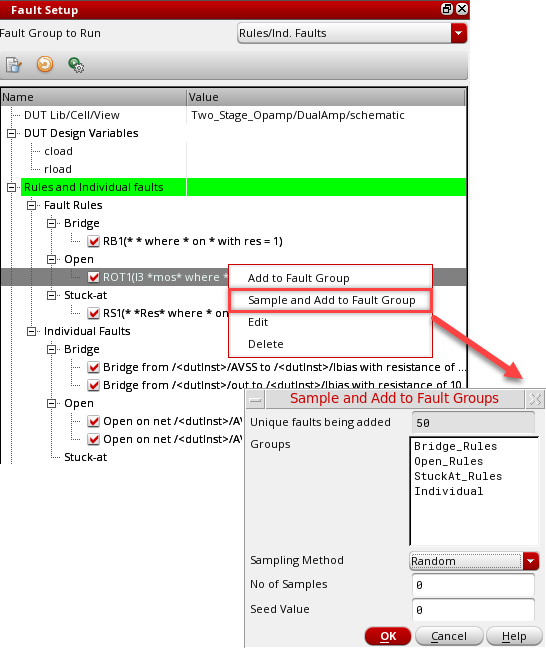 Fault Setup
Fault Group to Run Rules/Ind. Faults
Name Value
DUT Lib/Cell/View Two_Stage_Opamp/DualAmp/schematic
DUT Design Variables
cload
rload
Rules and Individual faults
Fault Rules
Bridge
RB1(* * where * on * with res = 1)
Open
ROT1(I3 *mos* where *
Stuck-at
RS1(* *Res* where * on
Individual Faults
Bridge
Bridge from /<dutInst>/AVSS to /<dutInst>/Ibias with resistance of ...
Bridge from /<dutInst>/out to /<dutInst>/Ibias with resistance of 10
Open
Open on net /<dutInst>/AV
Open on net /<dutInst>/AV
Stuck-at
Add to Fault Group
Sample and Add to Fault Group
Edit
Delete
Sample and Add to Fault Groups
Unique faults being added 50
Groups
Bridge_Rules
Open_Rules
StuckAt_Rules
Individual
Sampling Method Random
No of Samples 0
Seed Value 0
OK Cancel Help